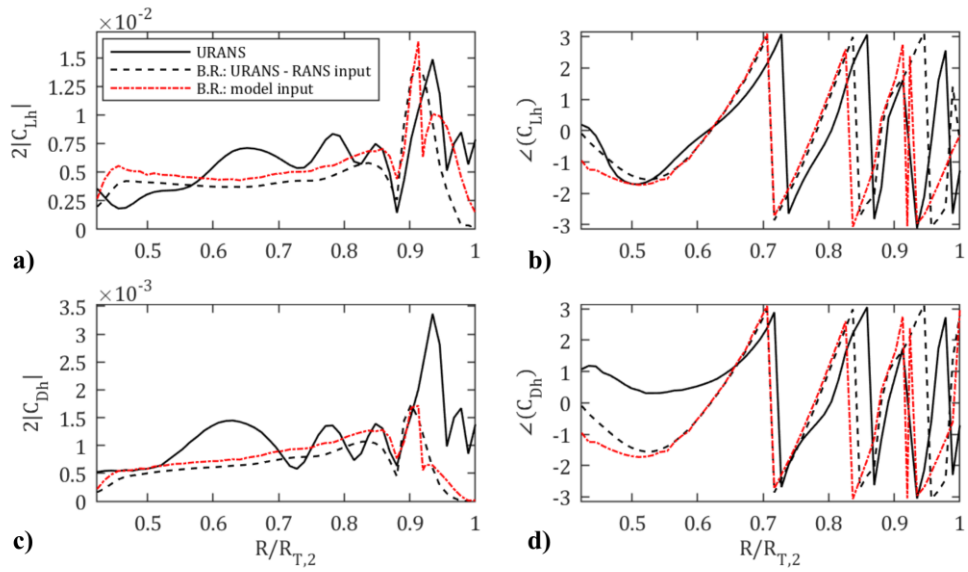 ×10⁻²
1.5
1.25
1
0.75
0.5
0.25
0
2|C_Lh|
URANS
B.R.: URANS - RANS input
B.R.: model input
0.5 0.6 0.7 0.8 0.9 1
a)
3
2
1
0
-1
-2
-3
∠(C_Lh)
0.5 0.6 0.7 0.8 0.9 1
b)
×10⁻³
3.5
3
2.5
2
1.5
1
0.5
0
2|C_Dh|
0.5 0.6 0.7 0.8 0.9 1
R/R_T,2
c)
3
2
1
0
-1
-2
-3
∠(C_Dh)
0.5 0.6 0.7 0.8 0.9 1
R/R_T,2
d)